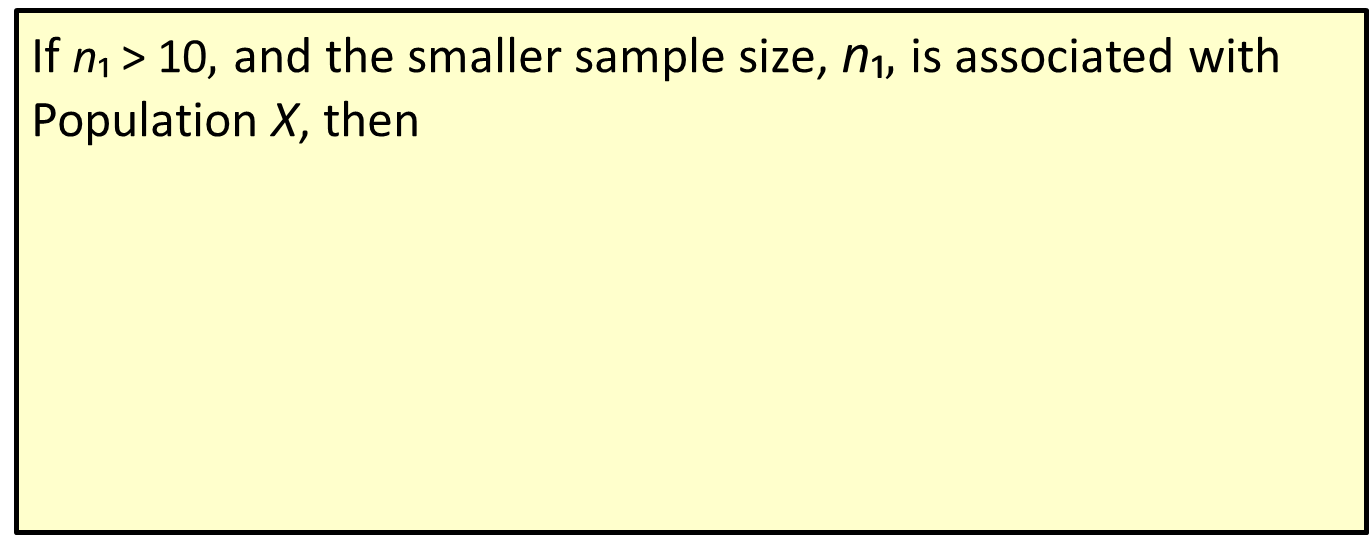 If n₁ > 10, and the smaller sample size, n₁, is associated with
Population X, then